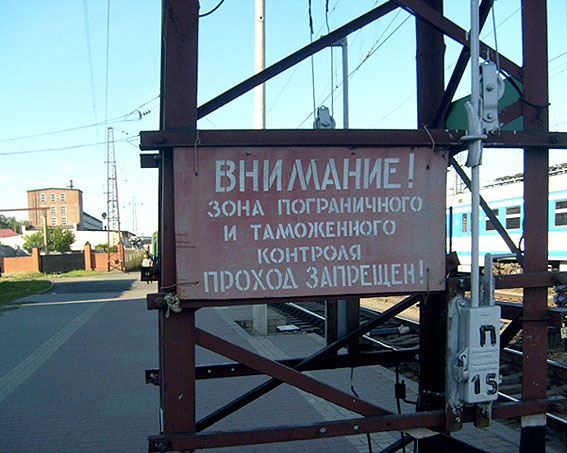 ВНИМАНИЕ!
ЗОНА ПОГРАНИЧНОГО
И ТАМОЖЕННОГО
КОНТРОЛЯ
ПРОХОД ЗАПРЕЩЕН!
П
15